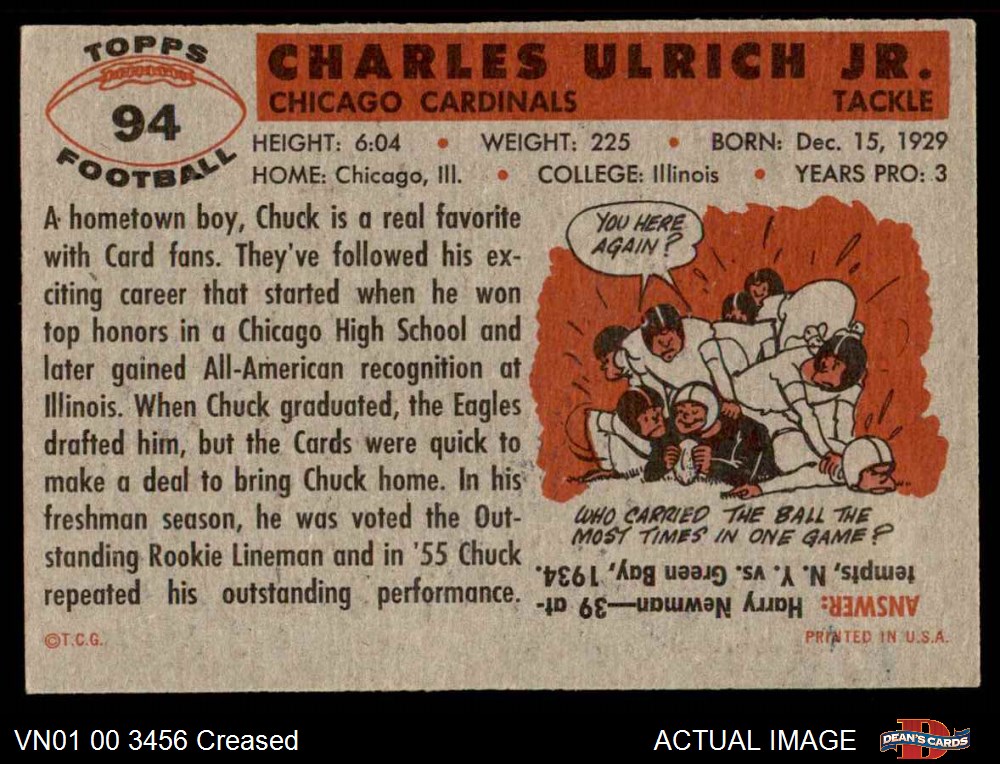 TOPPS
94
FOOTBALL
CHARLES ULRICH JR.
CHICAGO CARDINALS TACKLE
HEIGHT: 6:04 • WEIGHT: 225 • BORN: Dec. 15, 1929
HOME: Chicago, Ill. • COLLEGE: Illinois • YEARS PRO: 3
A hometown boy, Chuck is a real favorite
with Card fans. They've followed his ex-
citing career that started when he won
top honors in a Chicago High School and
later gained All-American recognition at
Illinois. When Chuck graduated, the Eagles
drafted him, but the Cards were quick to
make a deal to bring Chuck home. In his
freshman season, he was voted the Out-
standing Rookie Lineman and in '55 Chuck
repeated his outstanding performance.
YOU HERE
AGAIN?
WHO CARRIED THE BALL THE
MOST TIMES IN ONE GAME?
ANSWER: Harry Newman—39 at-
tempts, N. Y. vs. Green Bay, 1934.
©T.C.G.
PRINTED IN U.S.A.
VN01 00 3456 Creased
ACTUAL IMAGE
D
DEAN'S CARDS